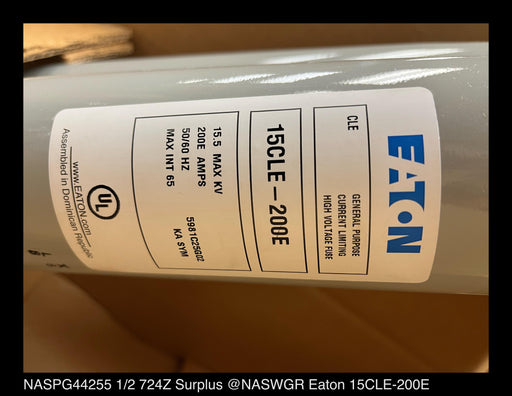 EATON
CLE
GENERAL PURPOSE
CURRENT LIMITING
HIGH VOLTAGE FUSE
15CLE-200E
15.5 MAX KV
200E AMPS
50/60 HZ
MAX INT 65
5981C25G02
KA SYM
UL
www.EATON.com
Assembled in Dominican Republic
NASPG44255 1/2 724Z Surplus @NASWGR Eaton 15CLE-200E